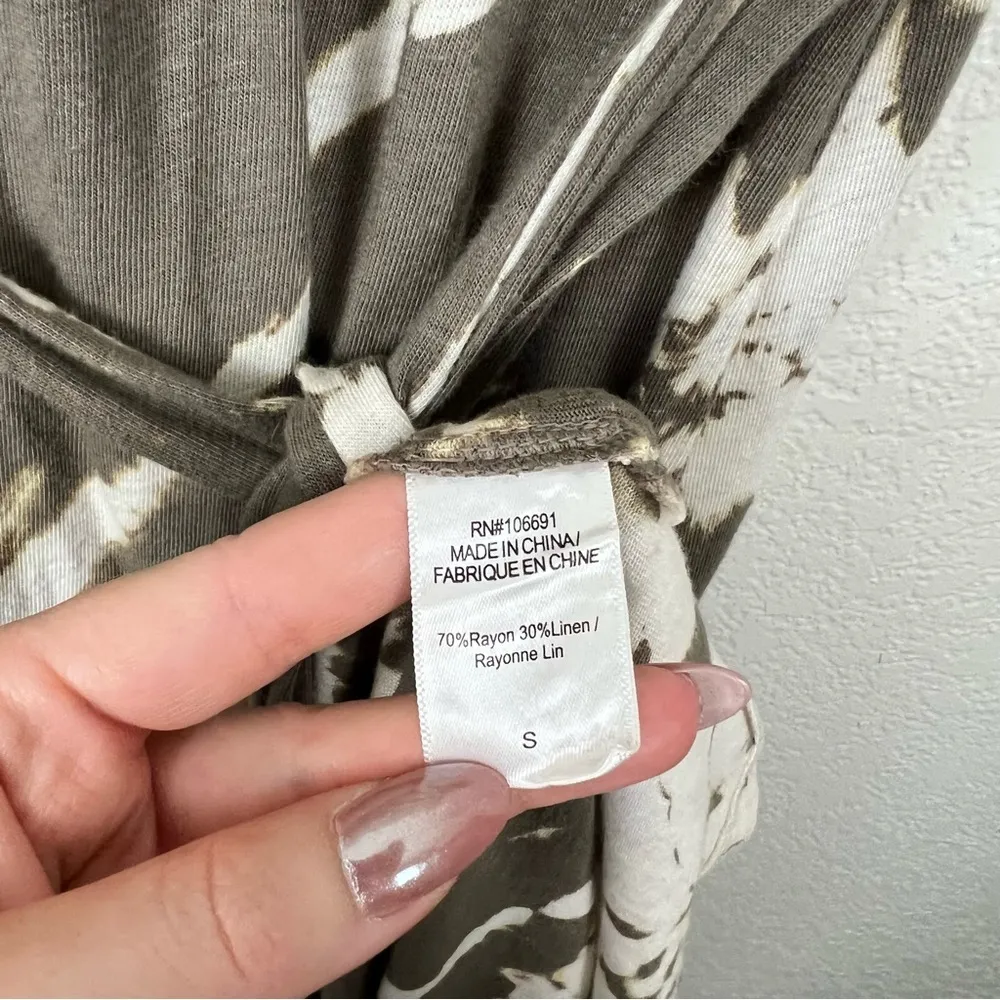 RN#106691
MADE IN CHINA/
FABRIQUE EN CHINE
70%Rayon 30%Linen /
Rayonne Lin
S